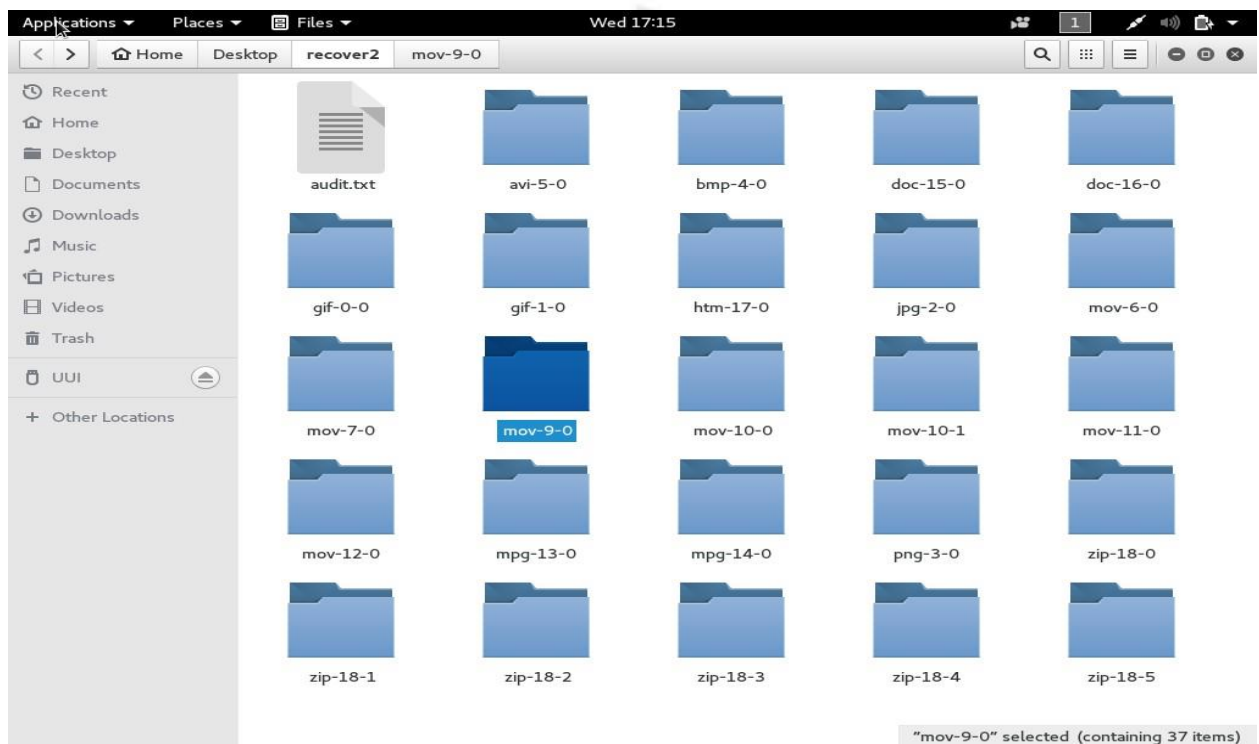 Applications Places Files Wed 17:15 1
Home Desktop recover2 mov-9-0
Recent
Home
Desktop
Documents
Downloads
Music
Pictures
Videos
Trash
UUI
+ Other Locations
audit.txt avi-5-0 bmp-4-0 doc-15-0 doc-16-0
gif-0-0 gif-1-0 htm-17-0 jpg-2-0 mov-6-0
mov-7-0 mov-9-0 mov-10-0 mov-10-1 mov-11-0
mov-12-0 mpg-13-0 mpg-14-0 png-3-0 zip-18-0
zip-18-1 zip-18-2 zip-18-3 zip-18-4 zip-18-5
"mov-9-0" selected (containing 37 items)